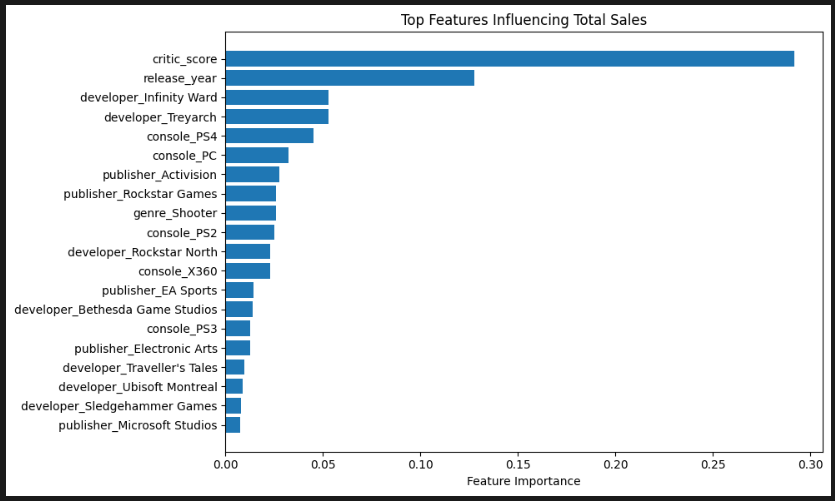 Top Features Influencing Total Sales
critic_score
release_year
developer_Infinity Ward
developer_Treyarch
console_PS4
console_PC
publisher_Activision
publisher_Rockstar Games
genre_Shooter
console_PS2
developer_Rockstar North
console_X360
publisher_EA Sports
developer_Bethesda Game Studios
console_PS3
publisher_Electronic Arts
developer_Traveller's Tales
developer_Ubisoft Montreal
developer_Sledgehammer Games
publisher_Microsoft Studios
0.00 0.05 0.10 0.15 0.20 0.25 0.30
Feature Importance